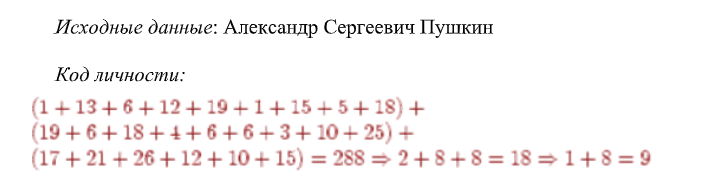 Исходные данные: Александр Сергеевич Пушкин
Код личности:
(1 + 13 + 6 + 12 + 19 + 1 + 15 + 5 + 18) +
(19 + 6 + 18 + 4 + 6 + 6 + 3 + 10 + 25) +
(17 + 21 + 26 + 12 + 10 + 15) = 288 ⇒ 2 + 8 + 8 = 18 ⇒ 1 + 8 = 9